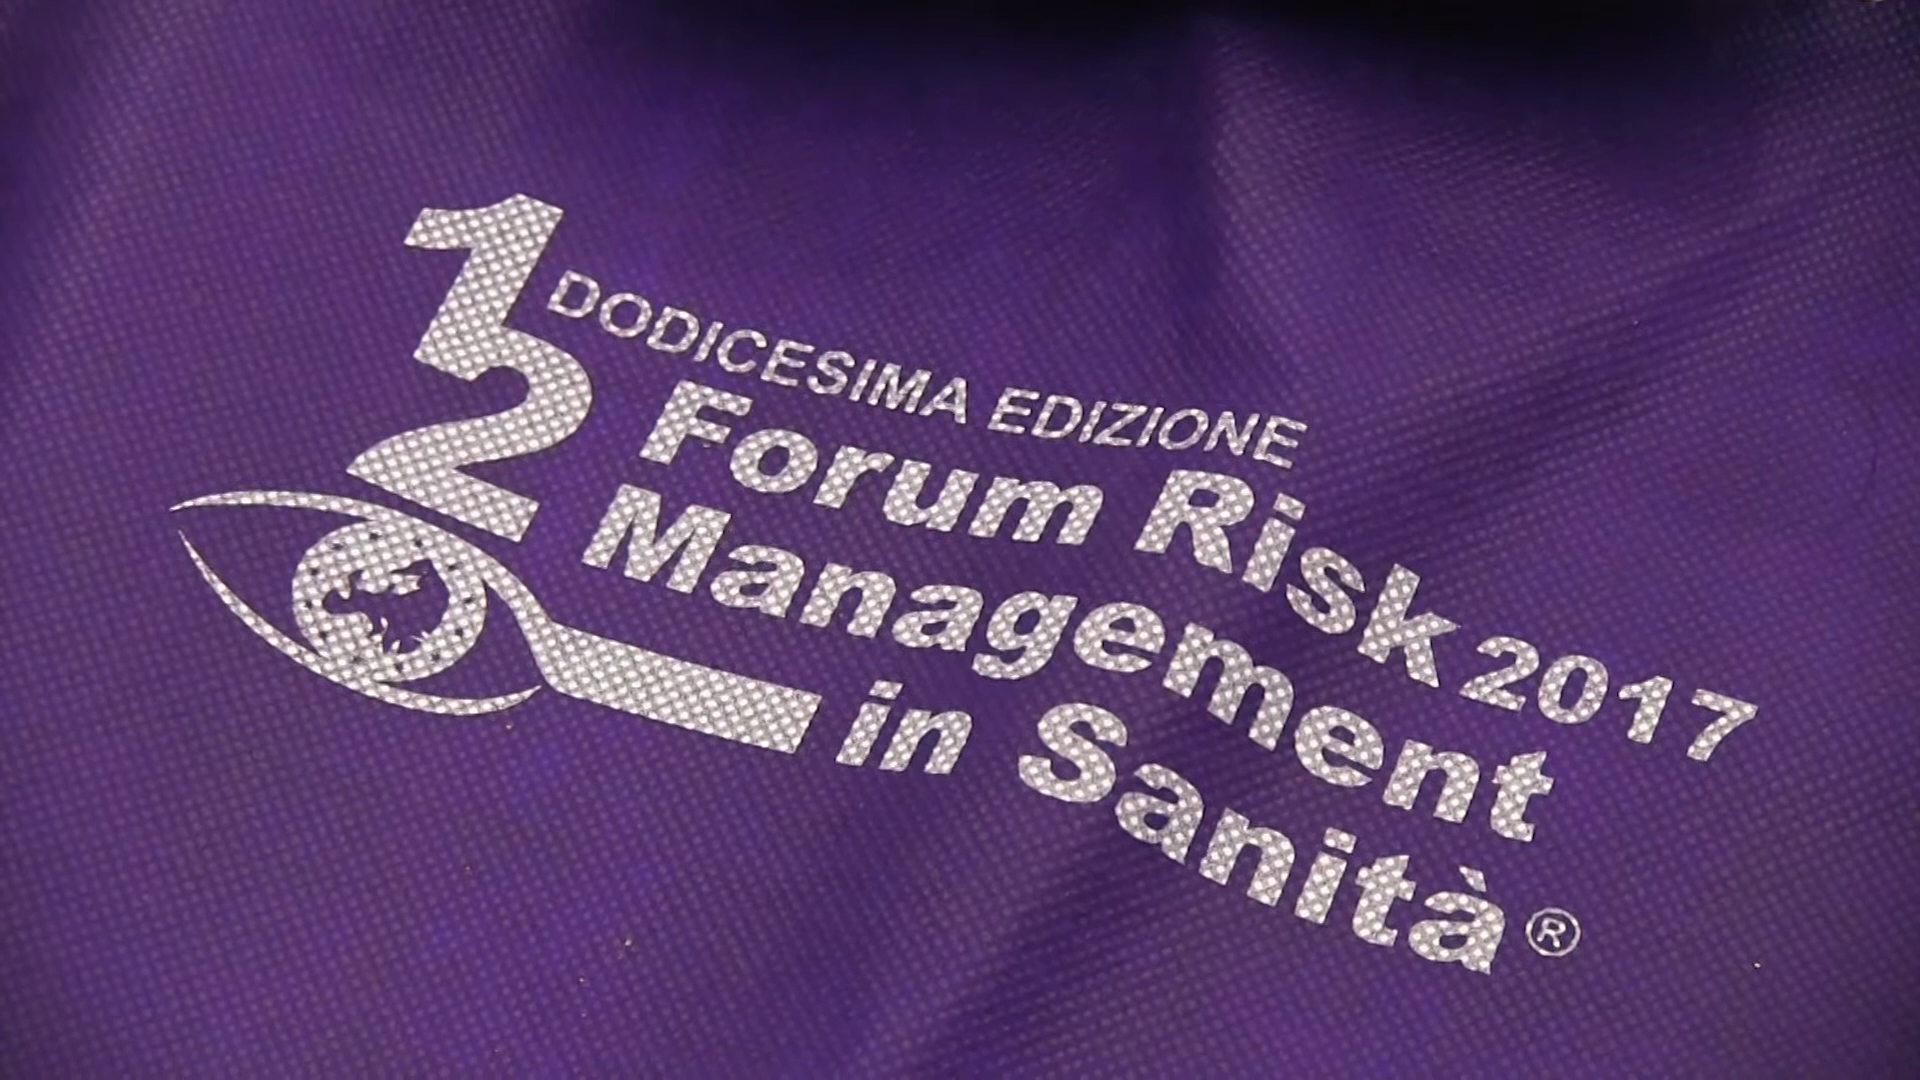 12
DODICESIMA EDIZIONE
Forum Risk 2017
Management
in Sanità®